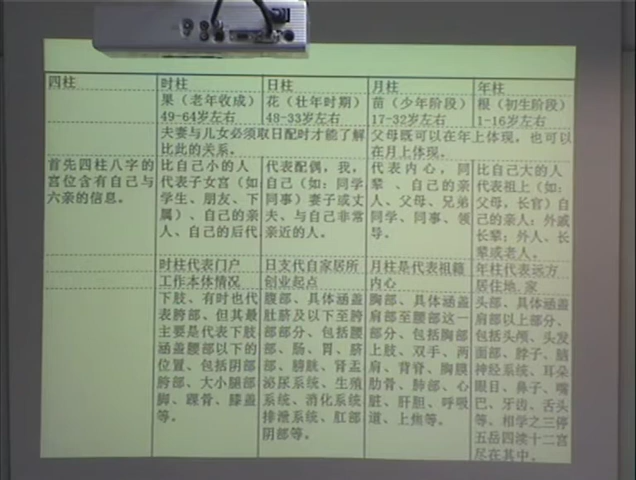 四柱 时柱 日柱 月柱 年柱
果（老年收成） 花（壮年时期） 苗（少年阶段） 根（初生阶段）
49-64岁左右 48-33岁左右 17-32岁左右 1-16岁左右
夫妻与儿女必须取日配时才能了解
比此的关系。
父母既可以在年上体现，也可以
在月上体现。
首先四柱八字的
宫位含有自己与
六亲的信息。
比自己小的人
代表子女宫（如
学生、朋友、下
属）、自己的亲
人、自己的后代
代表配偶，我，
自己（如：同学
同事）妻子或丈
夫、与自己非常
亲近的人。
代表内心，同
辈、自己的亲
人、父母、兄弟
同学、同事、领
导。
比自己大的人
代表祖上（如：
父母，长官）自
己的亲人：外戚
长辈；外人、长
辈或老人。
时柱代表门户 日支代自家居所 月柱是代表祖籍 年柱代表远方
工作本体情况 创业起点 内心 居住地 家
下肢、有时也代
表胯部、但其最
主要是代表下肢
涵盖腰部以下的
位置、包括阴部
胯部、大小腿部
脚、踝骨、膝盖
等。
腹部、具体涵盖
肚脐及以下至胯
部部分、包括腰
部、肠、胃、脐
部、膀胱、肾盂
泌尿系统、生殖
系统、消化系统
排泄系统、肛部
阴部等。
胸部、具体涵盖
肩部至腰部这一
部分、包括胸部
上肢、双手、两
肩、背脊、胸膜
肋骨、肺部、心
脏、肝胆、呼吸
道、上焦等。
头部、具体涵盖
肩部以上部分、
包括头颅、头发
面部、脖子、脑
神经系统、耳朵
眼目、鼻子、嘴
巴、牙齿、舌头
等、相学之三停
五岳四渎十二宫
尽在其中。